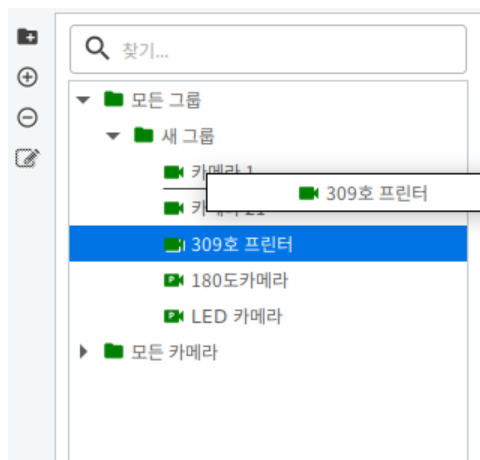 찾기...
모든 그룹
새 그룹
카메라 1
309호 프린터
309호 프린터
180도카메라
LED 카메라
모든 카메라